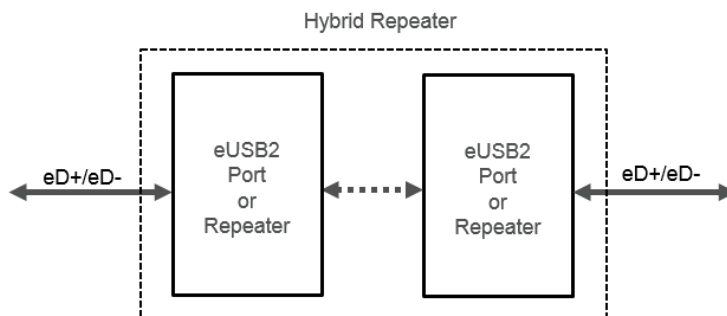 Hybrid Repeater
eD+/eD-
eUSB2
Port
or
Repeater
eUSB2
Port
or
Repeater
eD+/eD-